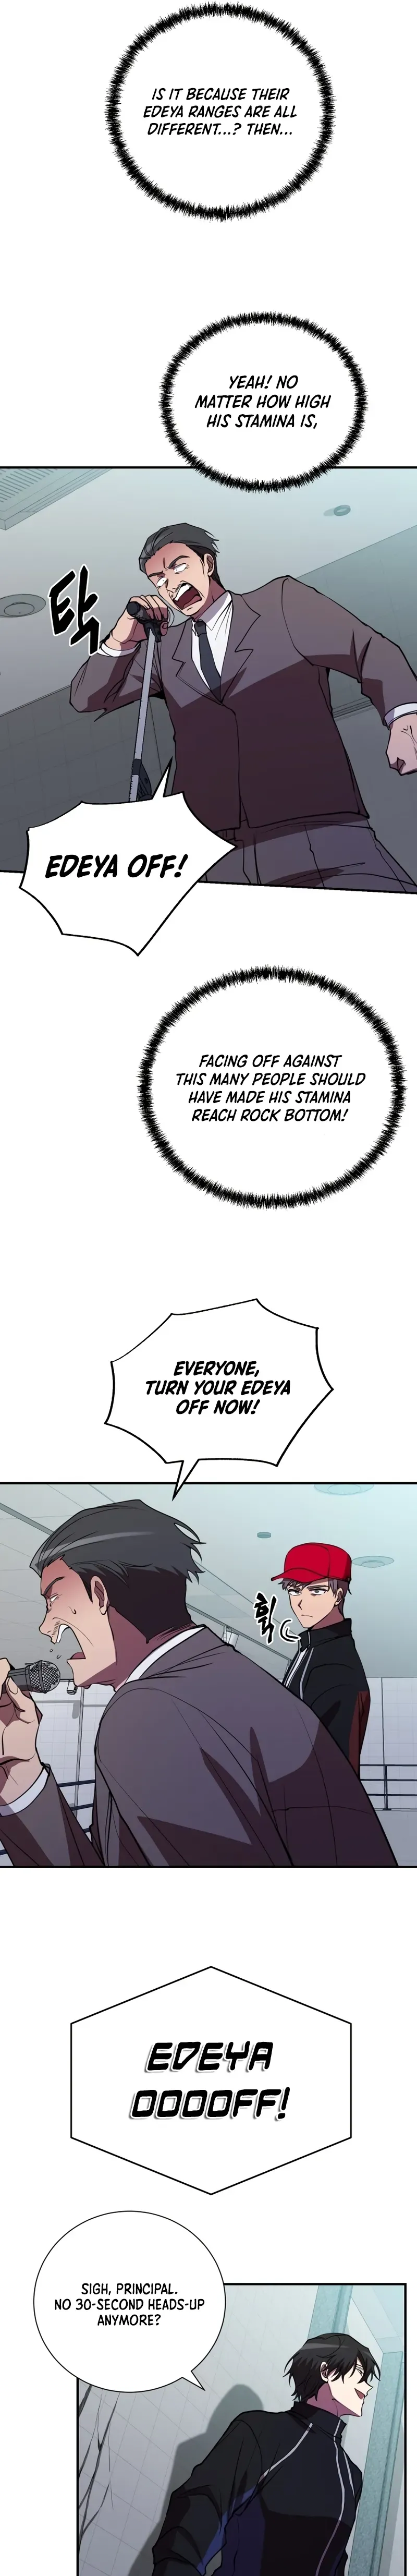 IS IT BECAUSE THEIR
EDEYA RANGES ARE ALL
DIFFERENT...? THEN...
YEAH! NO
MATTER HOW HIGH
HIS STAMINA IS,
탁
EDEYA OFF!
FACING OFF AGAINST
THIS MANY PEOPLE SHOULD
HAVE MADE HIS STAMINA
REACH ROCK BOTTOM!
EVERYONE,
TURN YOUR EDEYA
OFF NOW!
휙
EDEYA
OOOOFF!
SIGH, PRINCIPAL.
NO 30-SECOND HEADS-UP
ANYMORE?